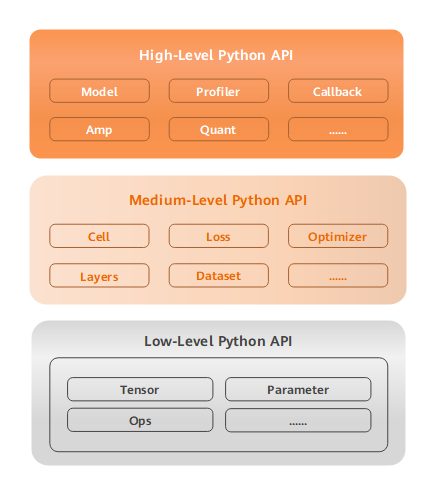 High-Level Python API
Model Profiler Callback
Amp Quant ......
Medium-Level Python API
Cell Loss Optimizer
Layers Dataset ......
Low-Level Python API
Tensor Parameter
Ops ......